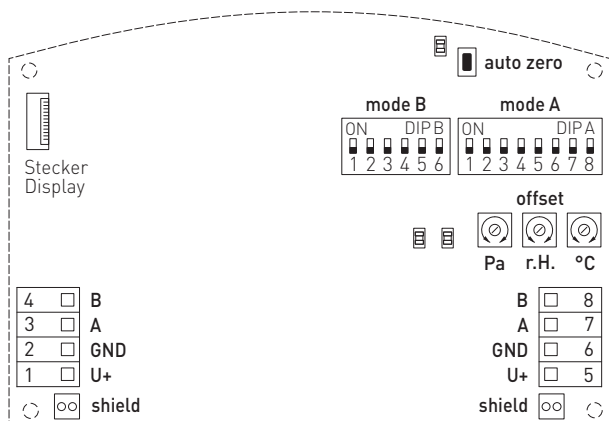 auto zero
mode B
mode A
ON DIP B
1 2 3 4 5 6
ON DIP A
1 2 3 4 5 6 7 8
Stecker
Display
offset
Pa r.H. °C
4 B
3 A
2 GND
1 U+
shield
B 8
A 7
GND 6
U+ 5
shield